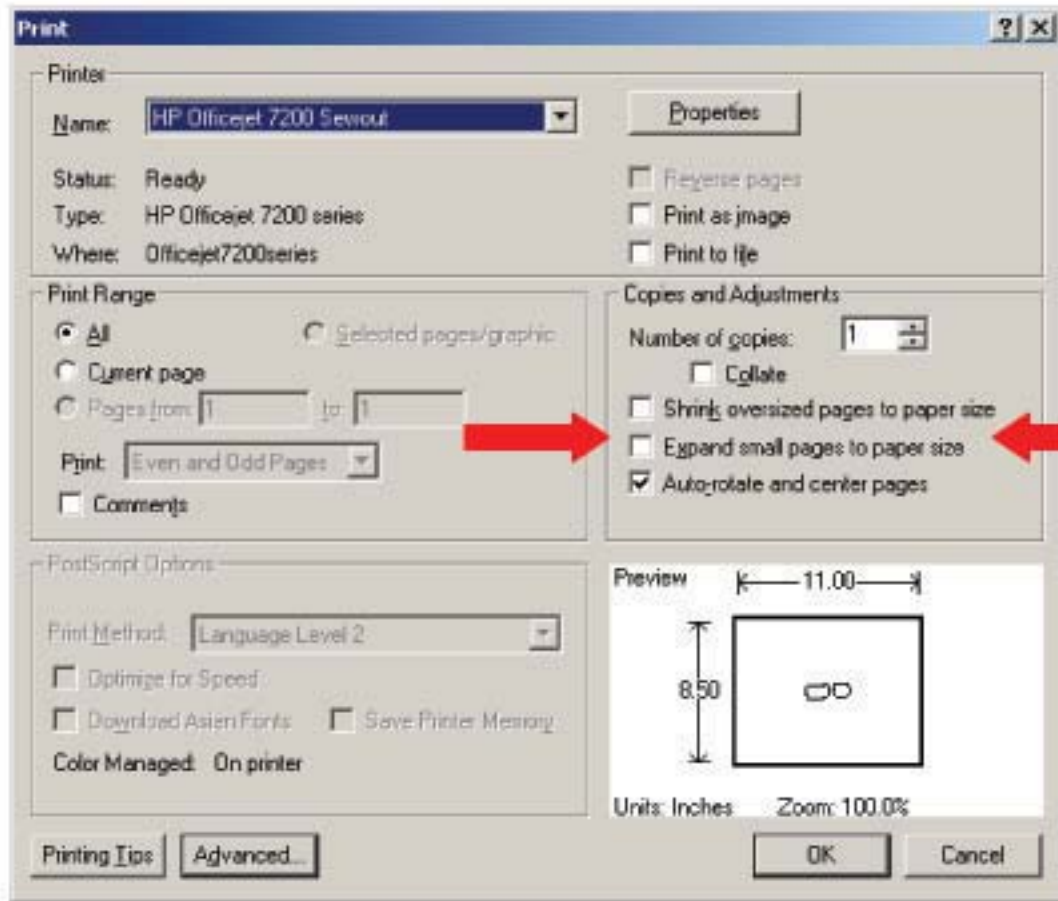 Print
Printer
Name: HP Officejet 7200 Sewout
Properties
Status: Ready
Reverse pages
Type: HP Officejet 7200 series
Print as image
Where: Officejet7200series
Print to file
Print Range
All
Selected pages/graphic
Current page
Pages from: 1 to: 1
Print: Even and Odd Pages
Comments
Copies and Adjustments
Number of copies: 1
Collate
Shrink oversized pages to paper size
Expand small pages to paper size
Auto-rotate and center pages
PostScript Options
Print Method: Language Level 2
Optimize for Speed
Download Asian Fonts
Save Printer Memory
Color Managed: On printer
Preview
11.00
8.50
Units: Inches Zoom: 100.0%
Printing Tips
Advanced...
OK
Cancel